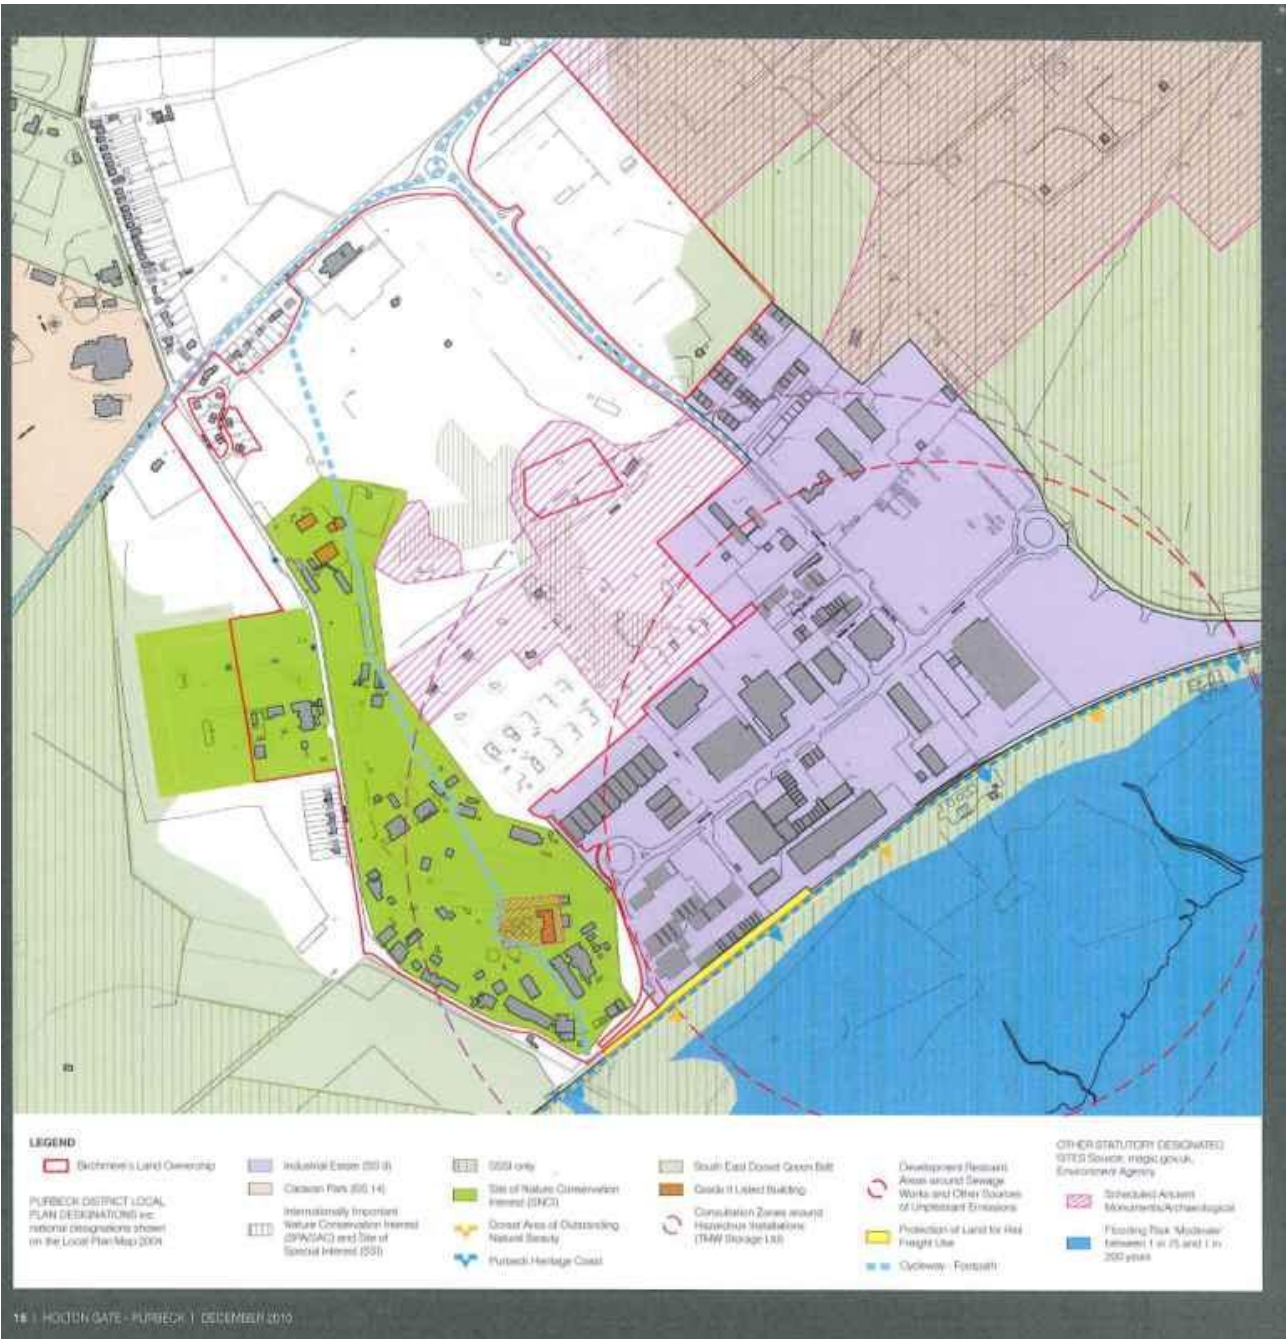 LEGEND
Birchmere's Land Ownership
PURBECK DISTRICT LOCAL
PLAN DESIGNATIONS inc
national designations shown
on the Local Plan Map 2004
Industrial Estate
Caravan Park (SS 14)
Internationally Important
Nature Conservation Interest
(SPA/SAC) and Site of
Special Interest (SSI)
SSSI only
Site of Nature Conservation
Interest (SNCI)
Dorset Area of Outstanding
Natural Beauty
Purbeck Heritage Coast
South East Dorset Green Belt
Grade II Listed Building
Consultation Zones around
Hazardous Installations
(TMW Storage Ltd)
Development Restraint
Areas around Sewage
Works and Other Sources
of Unpleasant Emissions
Protection of Land for Rail
Freight Use
Cycleway - Footpath
OTHER STATUTORY DESIGNATED
SITES Source: magic.gov.uk,
Environment Agency
Scheduled Ancient
Monuments/Archaeological
Flooding Risk 'Moderate'
between 1 in 75 and 1 in
200 years
16 | HOLTON GATE - PURBECK | DECEMBER 2010